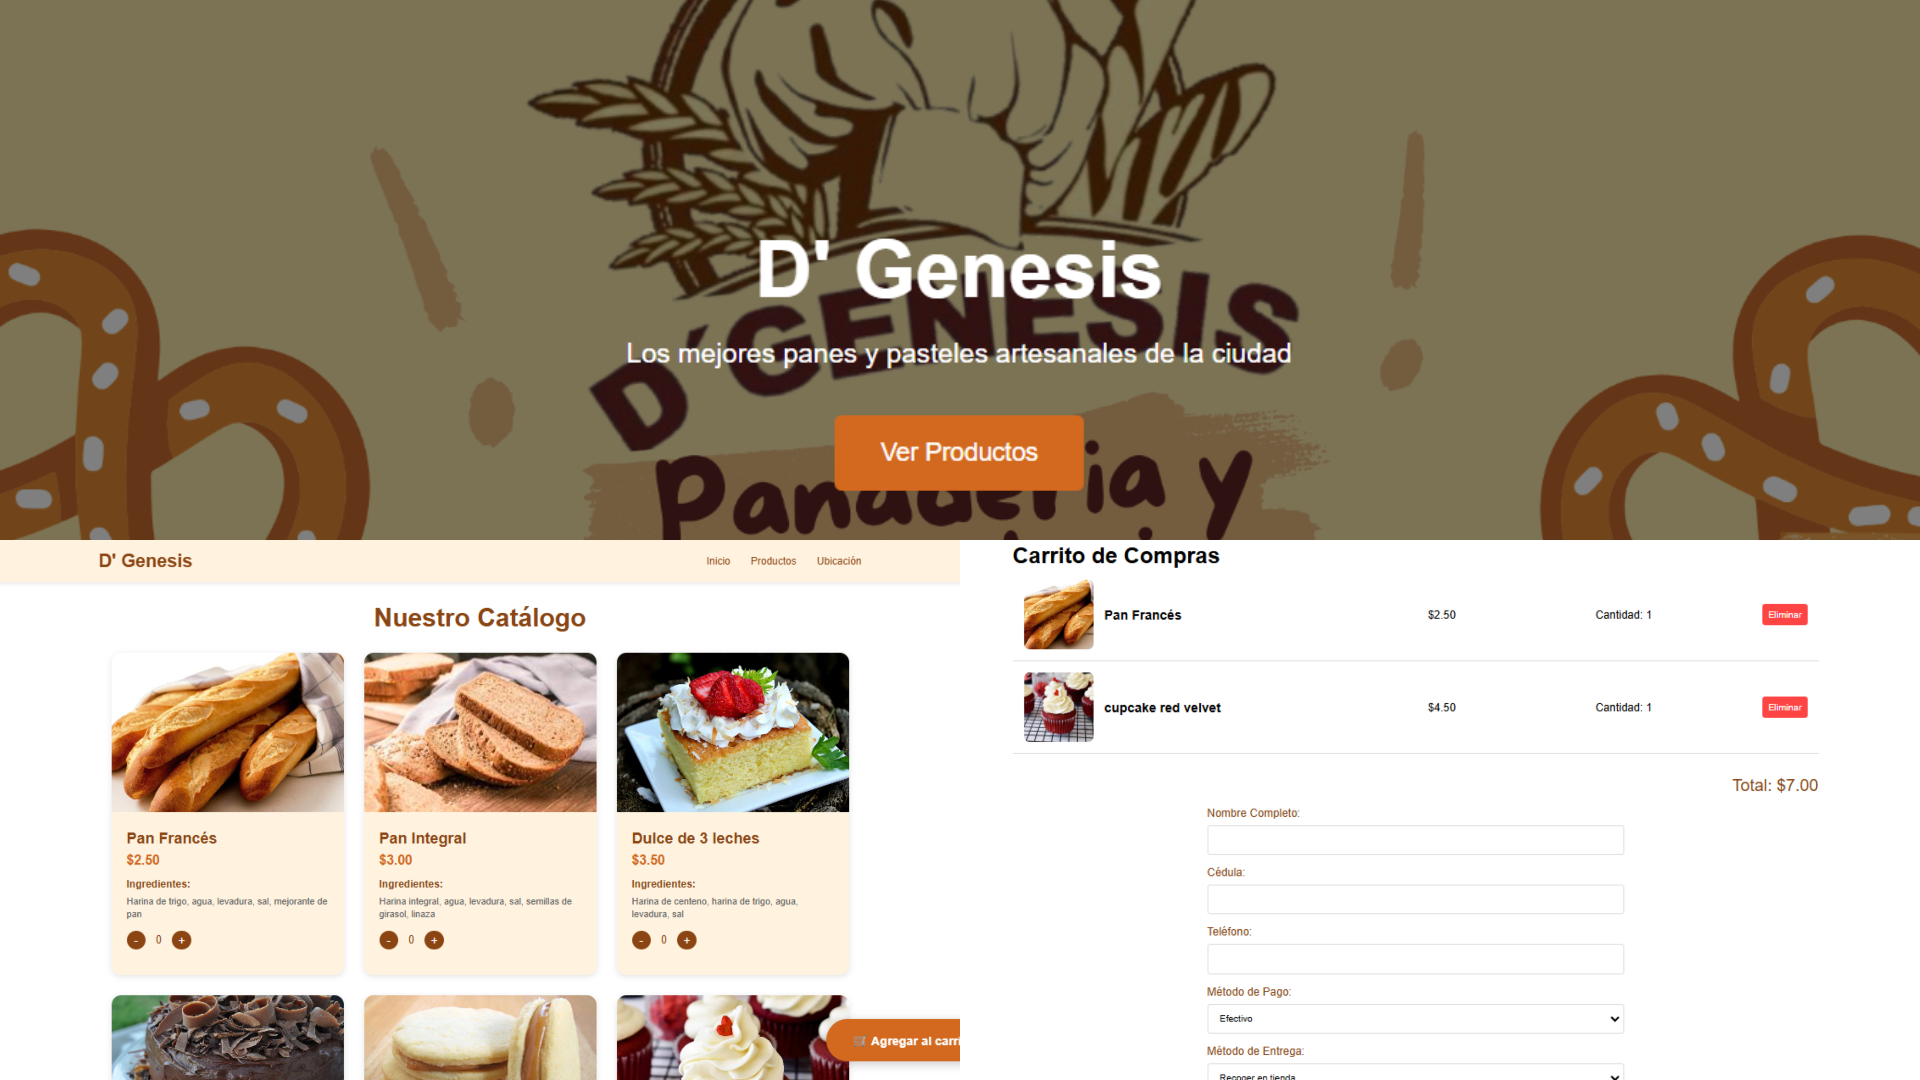 D' Genesis
D´GENESIS
Los mejores panes y pasteles artesanales de la ciudad
Ver Productos
Panaderia y
D' Genesis
Inicio
Productos
Ubicación
Nuestro Catálogo
Pan Francés
$2.50
Ingredientes:
Harina de trigo, agua, levadura, sal, mejorante de
pan
- 0 +
Pan Integral
$3.00
Ingredientes:
Harina integral, agua, levadura, sal, semillas de
girasol, linaza
- 0 +
Dulce de 3 leches
$3.50
Ingredientes:
Harina de centeno, harina de trigo, agua,
levadura, sal
- 0 +
Agregar al carri
Carrito de Compras
Pan Francés
$2.50
Cantidad: 1
Eliminar
cupcake red velvet
$4.50
Cantidad: 1
Eliminar
Total: $7.00
Nombre Completo:
Cédula:
Teléfono:
Método de Pago:
Efectivo
Método de Entrega:
Recoger en tienda